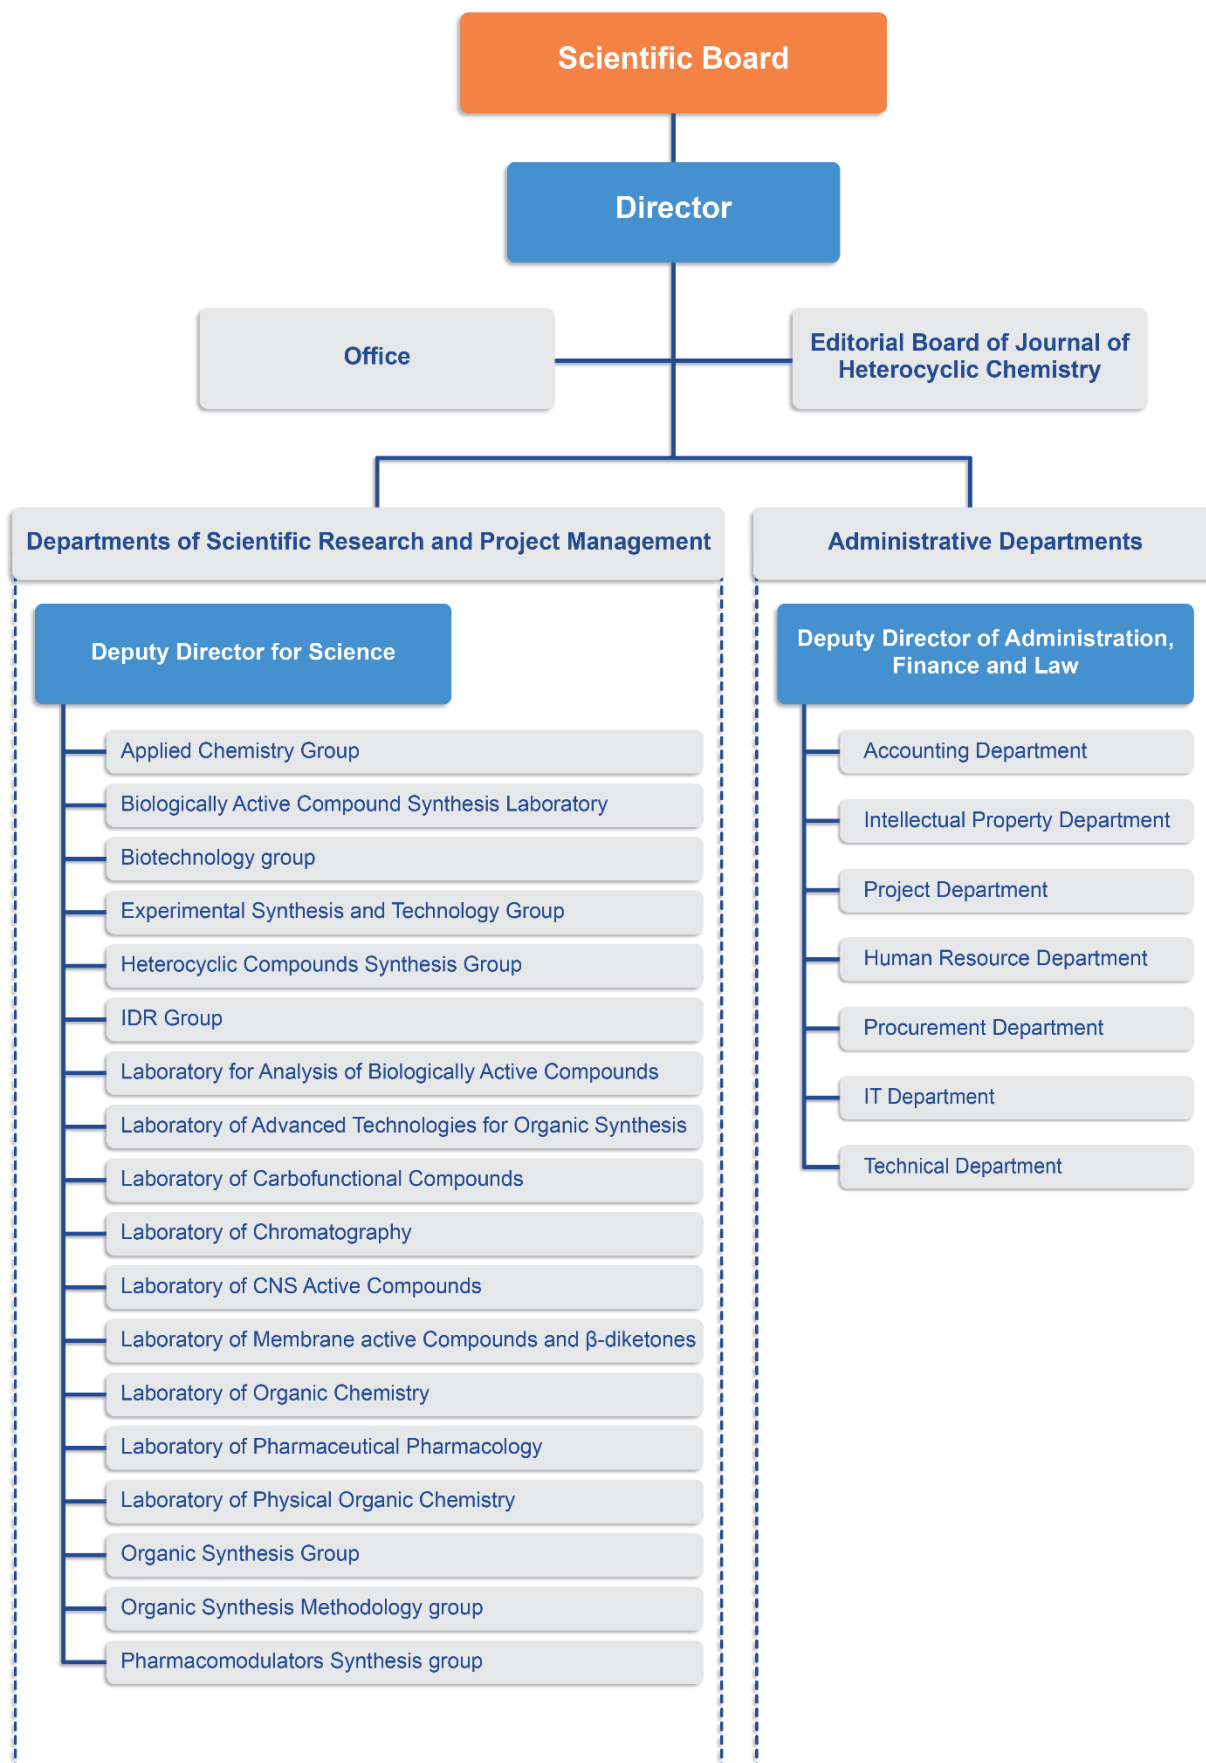 Scientific Board
Director
Office
Editorial Board of Journal of
Heterocyclic Chemistry
Departments of Scientific Research and Project Management
Deputy Director for Science
Applied Chemistry Group
Biologically Active Compound Synthesis Laboratory
Biotechnology group
Experimental Synthesis and Technology Group
Heterocyclic Compounds Synthesis Group
IDR Group
Laboratory for Analysis of Biologically Active Compounds
Laboratory of Advanced Technologies for Organic Synthesis
Laboratory of Carbofunctional Compounds
Laboratory of Chromatography
Laboratory of CNS Active Compounds
Laboratory of Membrane active Compounds and β-diketones
Laboratory of Organic Chemistry
Laboratory of Pharmaceutical Pharmacology
Laboratory of Physical Organic Chemistry
Organic Synthesis Group
Organic Synthesis Methodology group
Pharmacomodulators Synthesis group
Administrative Departments
Deputy Director of Administration,
Finance and Law
Accounting Department
Intellectual Property Department
Project Department
Human Resource Department
Procurement Department
IT Department
Technical Department